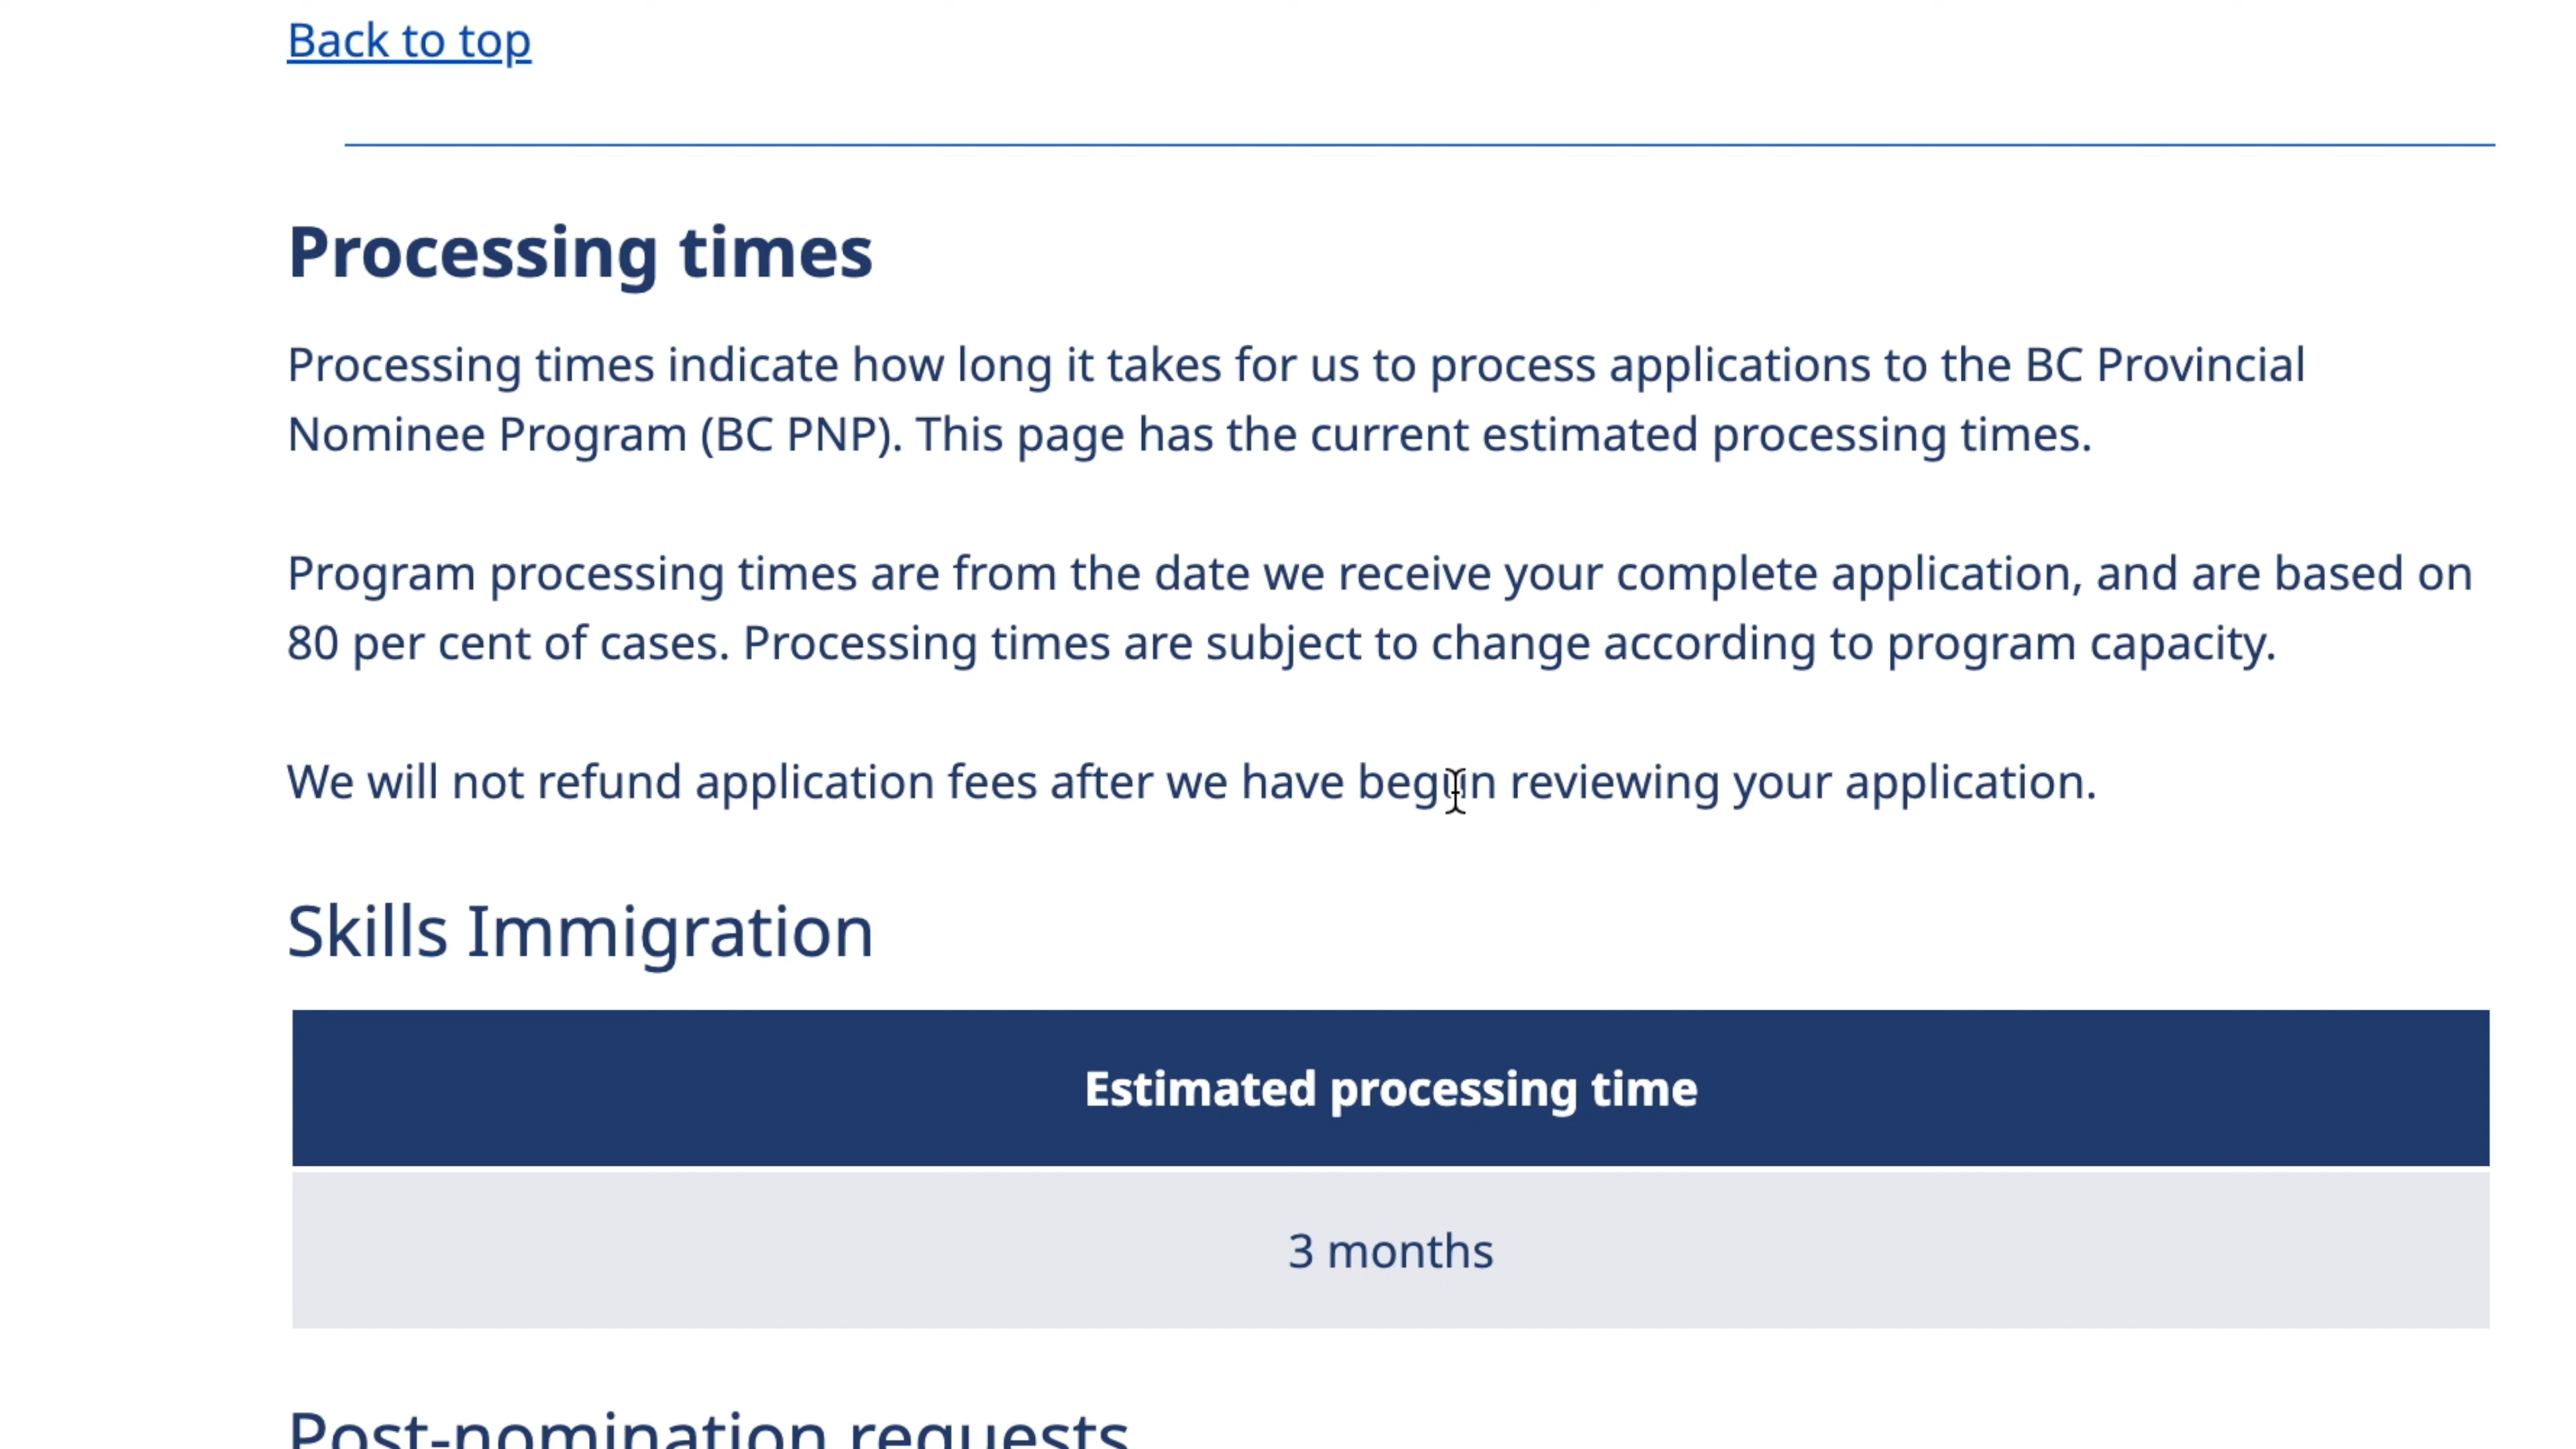 Back to top
Processing times
Processing times indicate how long it takes for us to process applications to the BC Provincial
Nominee Program (BC PNP). This page has the current estimated processing times.
Program processing times are from the date we receive your complete application, and are based on
80 per cent of cases. Processing times are subject to change according to program capacity.
We will not refund application fees after we have begun reviewing your application.
Skills Immigration
Estimated processing time
3 months
Post-nomination requests